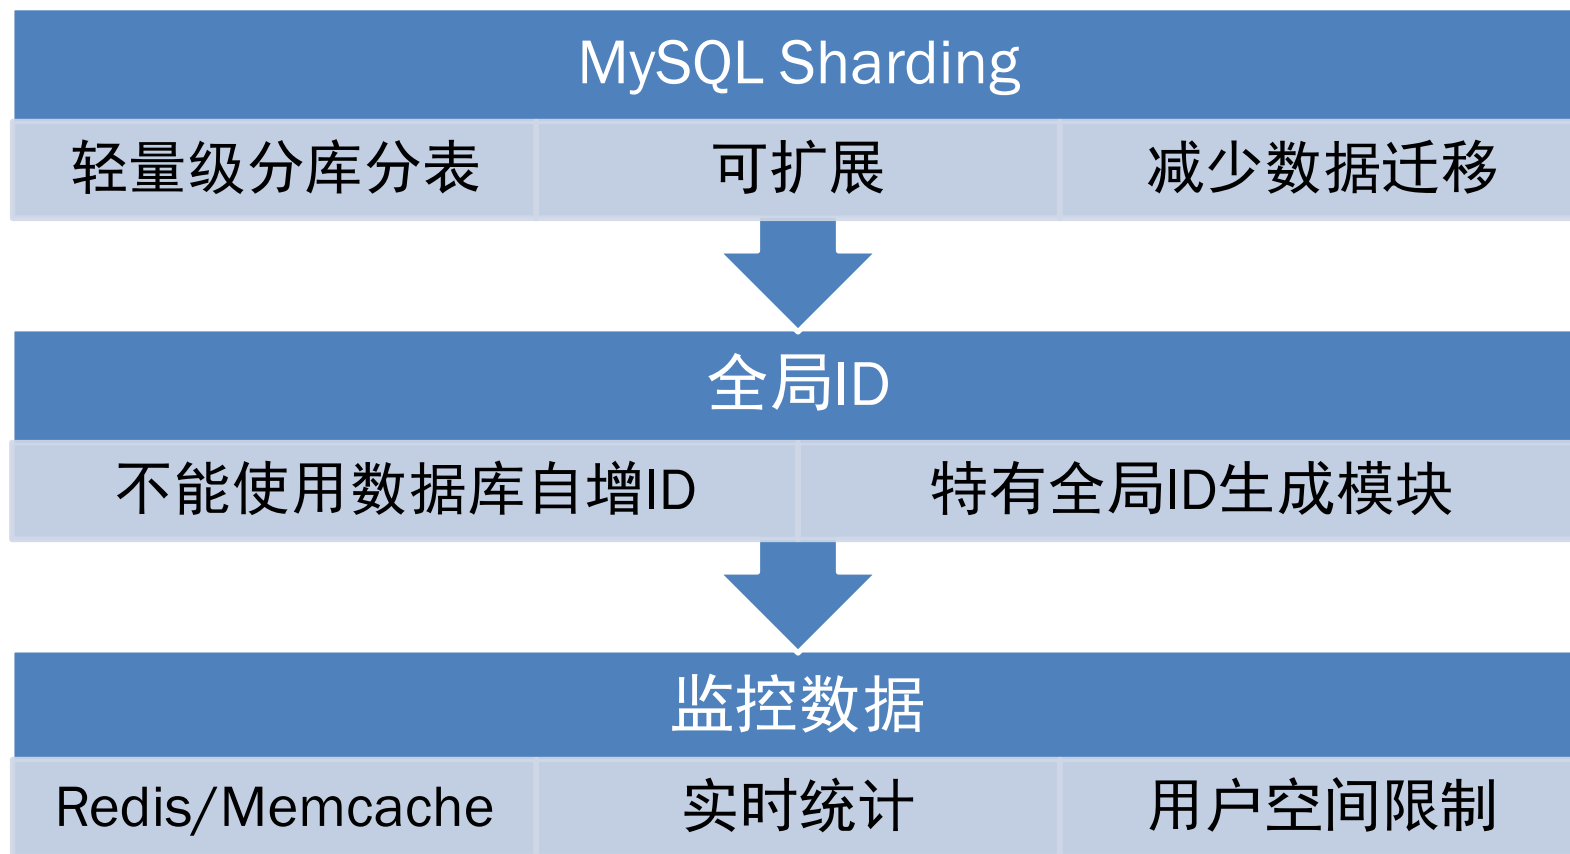 MySQL Sharding
轻量级分库分表
可扩展
减少数据迁移
全局ID
不能使用数据库自增ID
特有全局ID生成模块
监控数据
Redis/Memcache
实时统计
用户空间限制